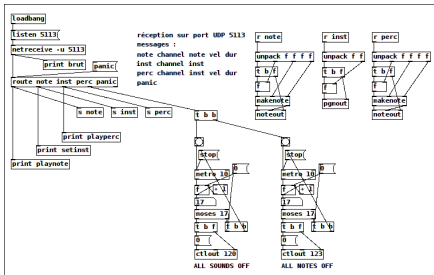 loadbang
listen 5113
netreceive -u 5113
print brut
panic
route note inst perc panic
s note
s inst
s perc
print playperc
print setinst
print playnote
réception sur port UDP 5113
messages :
note channel note vel dur
inst channel inst
perc channel inst vel dur
panic
t b b
stop
metro 10
0
f
+ 1
17
moses 17
t b f
t b b
0
ctlout 120
ALL SOUNDS OFF
stop
metro 10
0
f
+ 1
17
moses 17
t b f
t b b
0
ctlout 123
ALL NOTES OFF
r note
unpack f f f f
t b f
f
makenote
noteout
r inst
unpack f f
t b f
f
pgmout
r perc
unpack f f f f
t b f
f
makenote
noteout